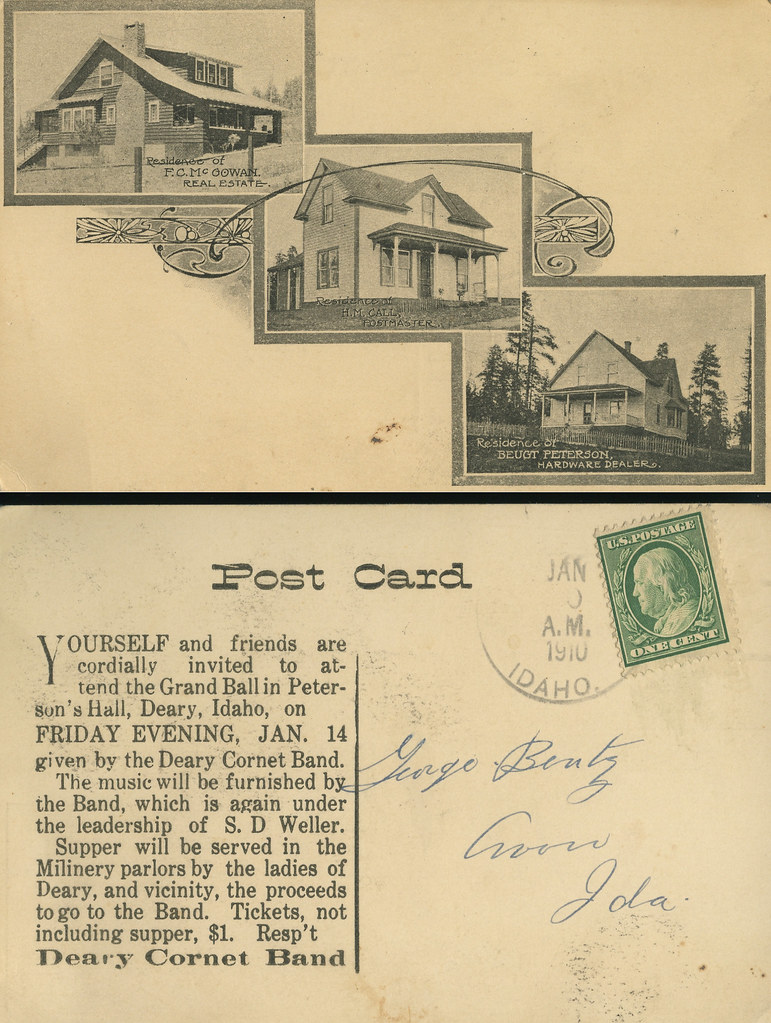 Residence of
F.C. McGOWAN.
REAL ESTATE.
Residence of
H.M. CALL,
POSTMASTER.
Residence of
BEUGT PETERSON,
HARDWARE DEALER.
Post Card
U.S. POSTAGE
ONE CENT
JAN
A.M.
1910
IDAHO.
YOURSELF and friends are
cordially invited to at-
tend the Grand Ball in Peter-
son's Hall, Deary, Idaho, on
FRIDAY EVENING, JAN. 14
given by the Deary Cornet Band.
The music will be furnished by
the Band, which is again under
the leadership of S. D Weller.
Supper will be served in the
Milinery parlors by the ladies of
Deary, and vicinity, the proceeds
to go to the Band. Tickets, not
including supper, $1. Resp't
Deary Cornet Band
George Bentz
Avon
Ida.